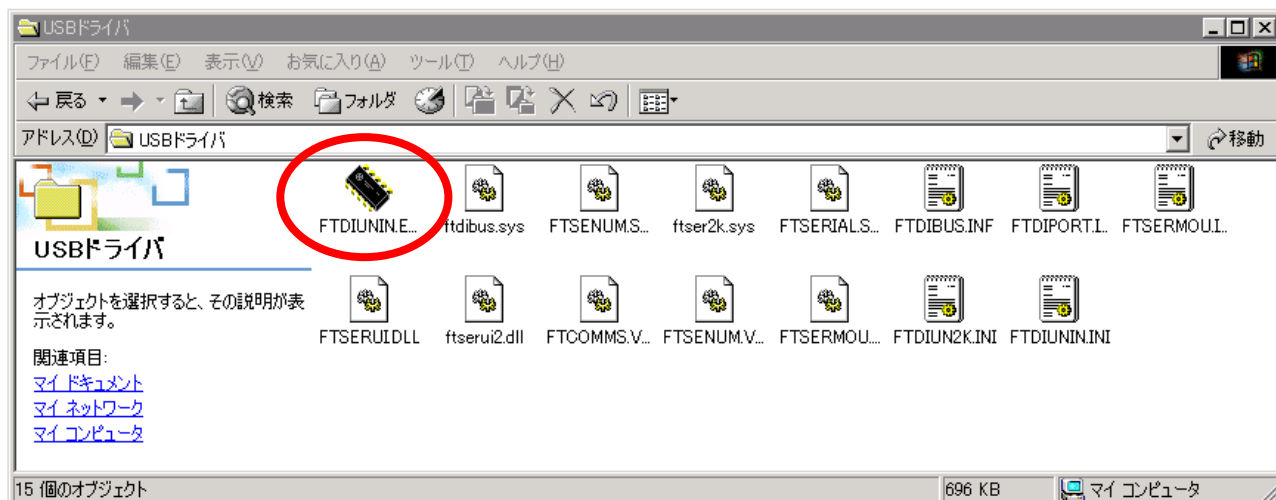 USBドライバ
ファイル(F) 編集(E) 表示(V) お気に入り(A) ツール(T) ヘルプ(H)
戻る 検索 フォルダ
アドレス(D) USBドライバ 移動
FTDIUNIN.E... ftdibus.sys FTSENUM.S... ftser2k.sys FTSERIAL.S... FTDIBUS.INF FTDIPORT.I... FTSERMOU.I...
USBドライバ
オブジェクトを選択すると、その説明が表
示されます。
FTSERUI.DLL ftserui2.dll FTCOMMS.V... FTSENUM.V... FTSERMOU.... FTDIUN2K.INI FTDIUNIN.INI
関連項目:
マイ ドキュメント
マイ ネットワーク
マイ コンピュータ
15 個のオブジェクト 696 KB マイ コンピュータ